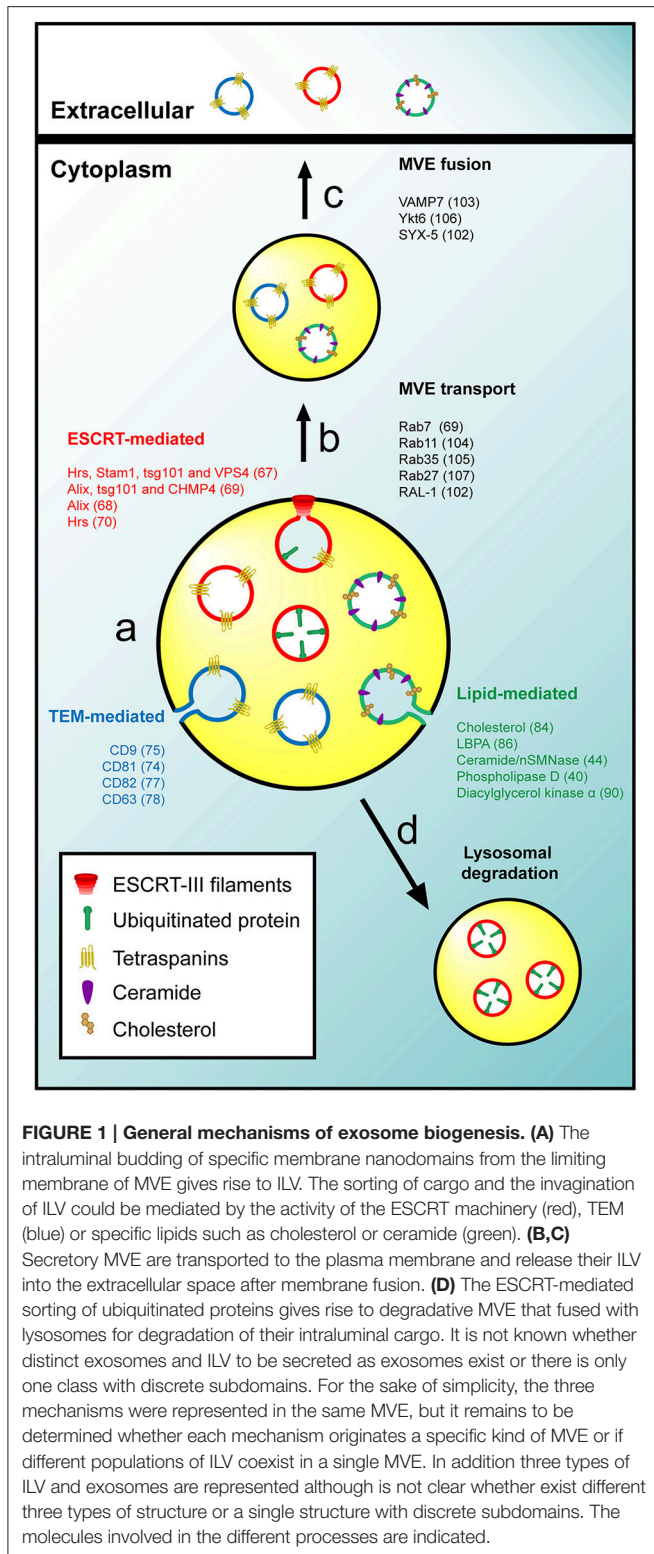 Extracellular
Cytoplasm
MVE fusion
c
VAMP7 (103)
Ykt6 (106)
SYX-5 (102)
MVE transport
b
Rab7 (69)
Rab11 (104)
Rab35 (105)
Rab27 (107)
RAL-1 (102)
ESCRT-mediated
Hrs, Stam1, tsg101 and VPS4 (67)
Alix, tsg101 and CHMP4 (69)
Alix (68)
Hrs (70)
a
TEM-mediated
CD9 (75)
CD81 (74)
CD82 (77)
CD63 (78)
Lipid-mediated
Cholesterol (84)
LBPA (86)
Ceramide/nSMNase (44)
Phospholipase D (40)
Diacylglycerol kinase α (90)
d
Lysosomal
degradation
ESCRT-III filaments
Ubiquitinated protein
Tetraspanins
Ceramide
Cholesterol
FIGURE 1 | General mechanisms of exosome biogenesis. (A) The
intraluminal budding of specific membrane nanodomains from the limiting
membrane of MVE gives rise to ILV. The sorting of cargo and the invagination
of ILV could be mediated by the activity of the ESCRT machinery (red), TEM
(blue) or specific lipids such as cholesterol or ceramide (green). (B,C)
Secretory MVE are transported to the plasma membrane and release their ILV
into the extracellular space after membrane fusion. (D) The ESCRT-mediated
sorting of ubiquitinated proteins gives rise to degradative MVE that fused with
lysosomes for degradation of their intraluminal cargo. It is not known whether
distinct exosomes and ILV to be secreted as exosomes exist or there is only
one class with discrete subdomains. For the sake of simplicity, the three
mechanisms were represented in the same MVE, but it remains to be
determined whether each mechanism originates a specific kind of MVE or if
different populations of ILV coexist in a single MVE. In addition three types of
ILV and exosomes are represented although is not clear whether exist different
three types of structure or a single structure with discrete subdomains. The
molecules involved in the different processes are indicated.